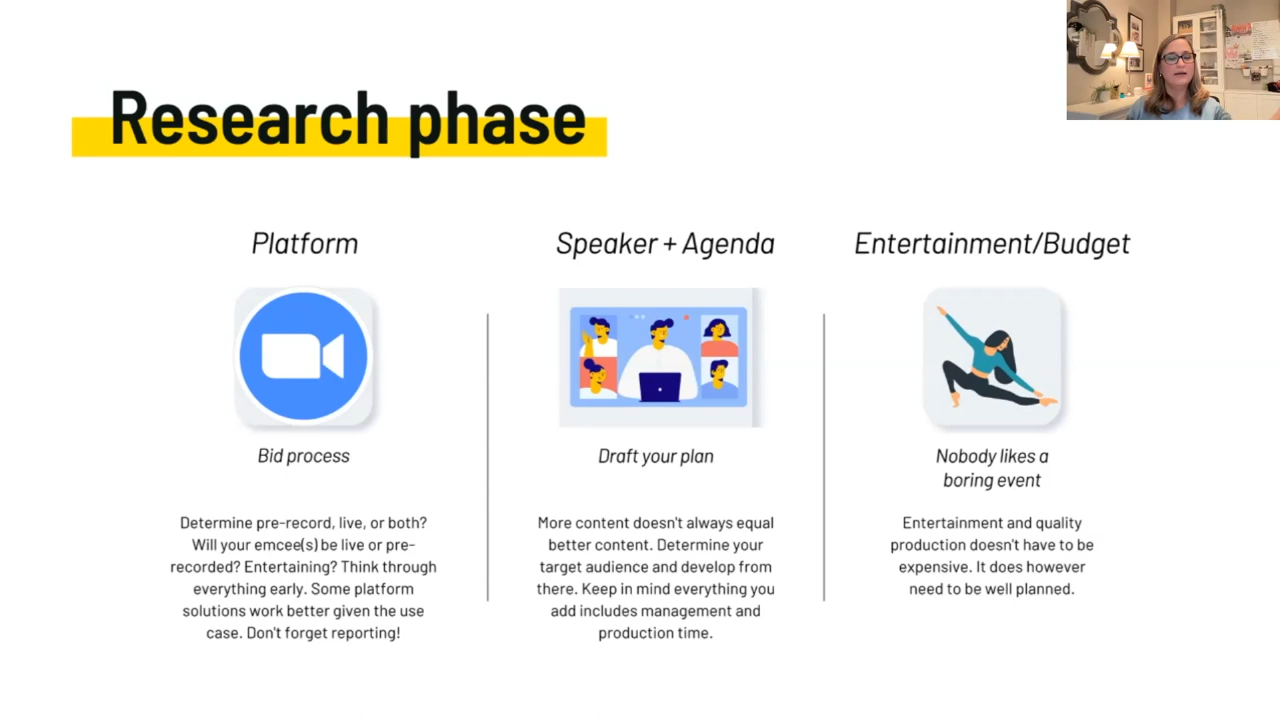 Research phase
Platform
Bid process
Determine pre-record, live, or both?
Will your emcee(s) be live or pre-
recorded? Entertaining? Think through
everything early. Some platform
solutions work better given the use
case. Don't forget reporting!
Speaker + Agenda
Draft your plan
More content doesn't always equal
better content. Determine your
target audience and develop from
there. Keep in mind everything you
add includes management and
production time.
Entertainment/Budget
Nobody likes a
boring event
Entertainment and quality
production doesn't have to be
expensive. It does however
need to be well planned.